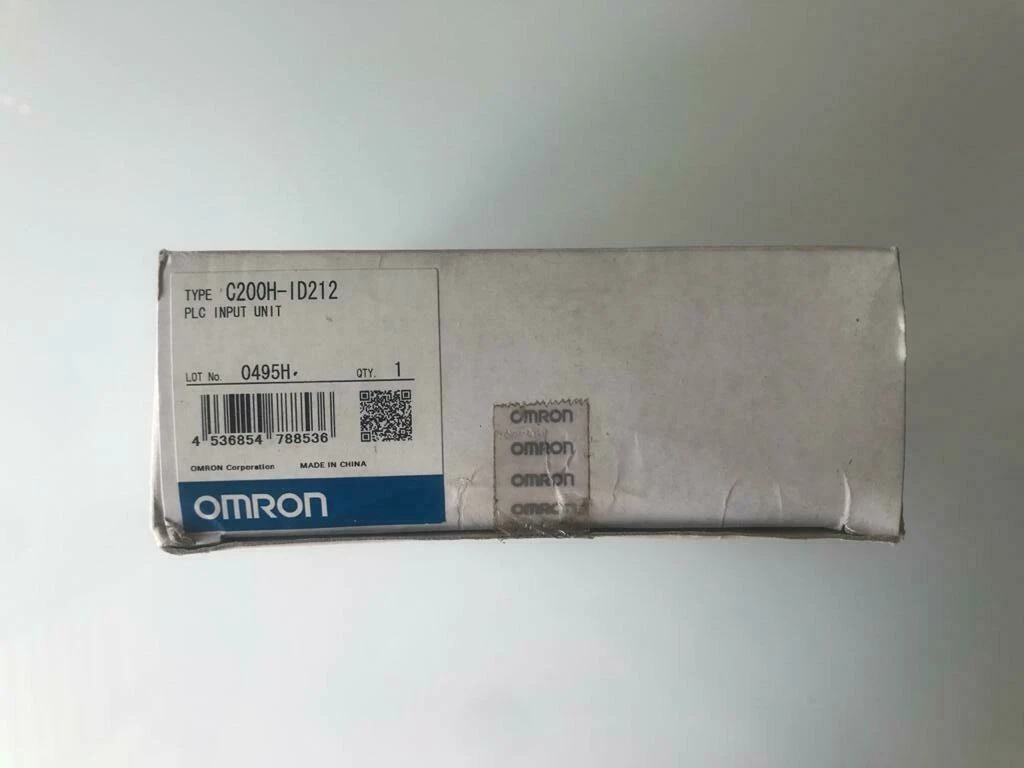 TYPE C200H-ID212
PLC INPUT UNIT
LOT No. 0495H. QTY. 1
4 536854 788536
OMRON Corporation MADE IN CHINA
OMRON
OMRON
OMRON
OMRON
OMRON